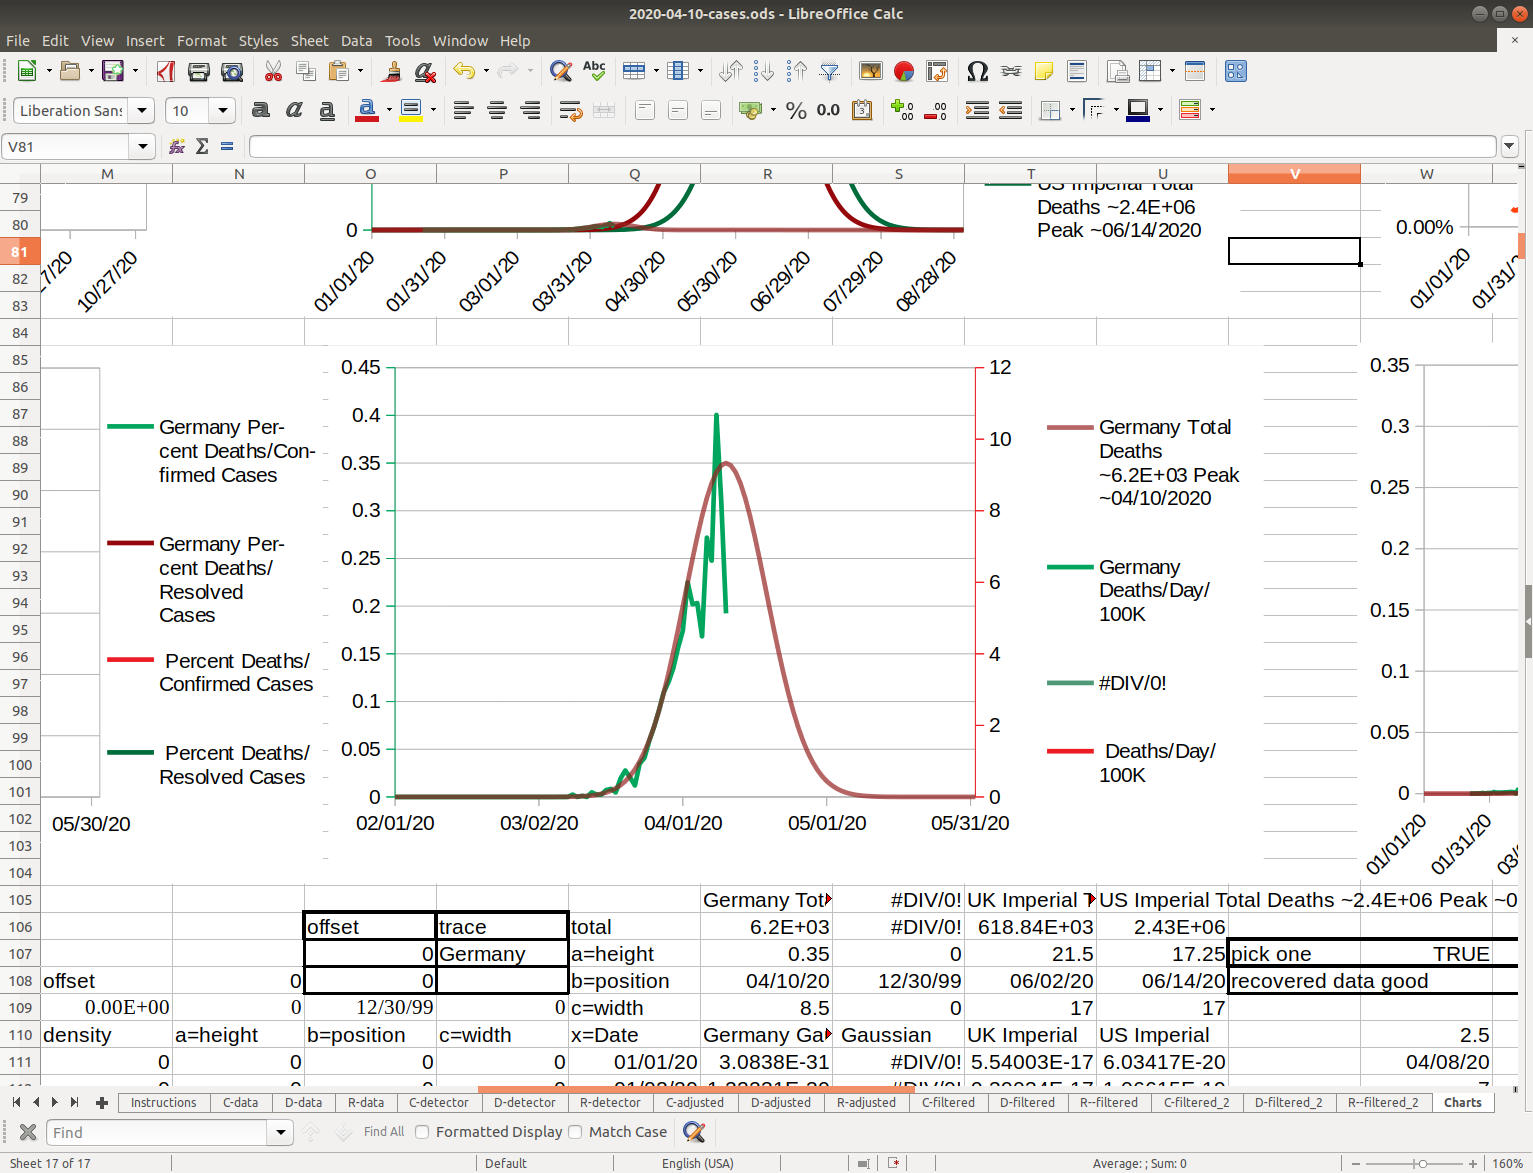 2020-04-10-cases.ods - LibreOffice Calc
File Edit View Insert Format Styles Sheet Data Tools Window Help
Liberation Sans 10
V81
M N O P Q R S T U V W
79
80
81
82
83
84
85
86
87
88
89
90
91
92
93
94
95
96
97
98
99
100
101
102
103
104
105
106
107
108
109
110
111
10/27/20
0
01/01/20 01/31/20 03/01/20 03/31/20 04/30/20 05/30/20 06/29/20 07/29/20 08/28/20
US Imperial Total
Deaths ~2.4E+06
Peak ~06/14/2020
0.00%
01/01/20
Germany Per-
cent Deaths/Con-
firmed Cases
Germany Per-
cent Deaths/
Resolved
Cases
Percent Deaths/
Confirmed Cases
Percent Deaths/
Resolved Cases
05/30/20
0.45
0.4
0.35
0.3
0.25
0.2
0.15
0.1
0.05
0
12
10
8
6
4
2
0
02/01/20 03/02/20 04/01/20 05/01/20 05/31/20
Germany Total
Deaths
~6.2E+03 Peak
~04/10/2020
Germany
Deaths/Day/
100K
#DIV/0!
Deaths/Day/
100K
0.35
0.3
0.25
0.2
0.15
0.1
0.05
0
01/01/20 01/31/20
Germany Tot #DIV/0! UK Imperial T US Imperial Total Deaths ~2.4E+06 Peak ~0
offset trace total 6.2E+03 #DIV/0! 618.84E+03 2.43E+06
0 Germany a=height 0.35 0 21.5 17.25 pick one TRUE
offset 0 0 b=position 04/10/20 12/30/99 06/02/20 06/14/20 recovered data good
0.00E+00 0 12/30/99 0 c=width 8.5 0 17 17
density a=height b=position c=width x=Date Germany Ga Gaussian UK Imperial US Imperial 2.5
0 0 0 0 01/01/20 3.0838E-31 #DIV/0! 5.54003E-17 6.03417E-20 04/08/20
Instructions C-data D-data R-data C-detector D-detector R-detector C-adjusted D-adjusted R-adjusted C-filtered D-filtered R--filtered C-filtered_2 D-filtered_2 R--filtered_2 Charts
Find Find All Formatted Display Match Case
Sheet 17 of 17 Default English (USA) Average: ; Sum: 0 160%